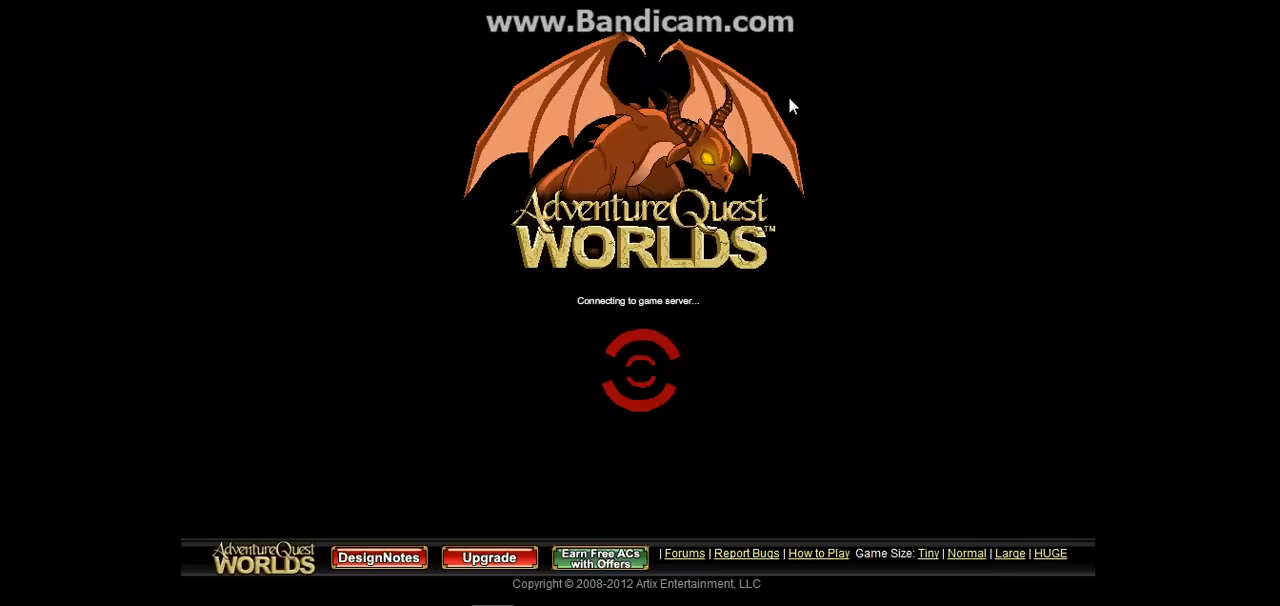 www.Bandicam.com
AdventureQuest
WORLDS™
Connecting to game server...
AdventureQuest
WORLDS
DesignNotes
Upgrade
Earn Free ACs
with Offers
| Forums | Report Bugs | How to Play Game Size: Tiny | Normal | Large | HUGE
Copyright © 2008-2012 Artix Entertainment, LLC